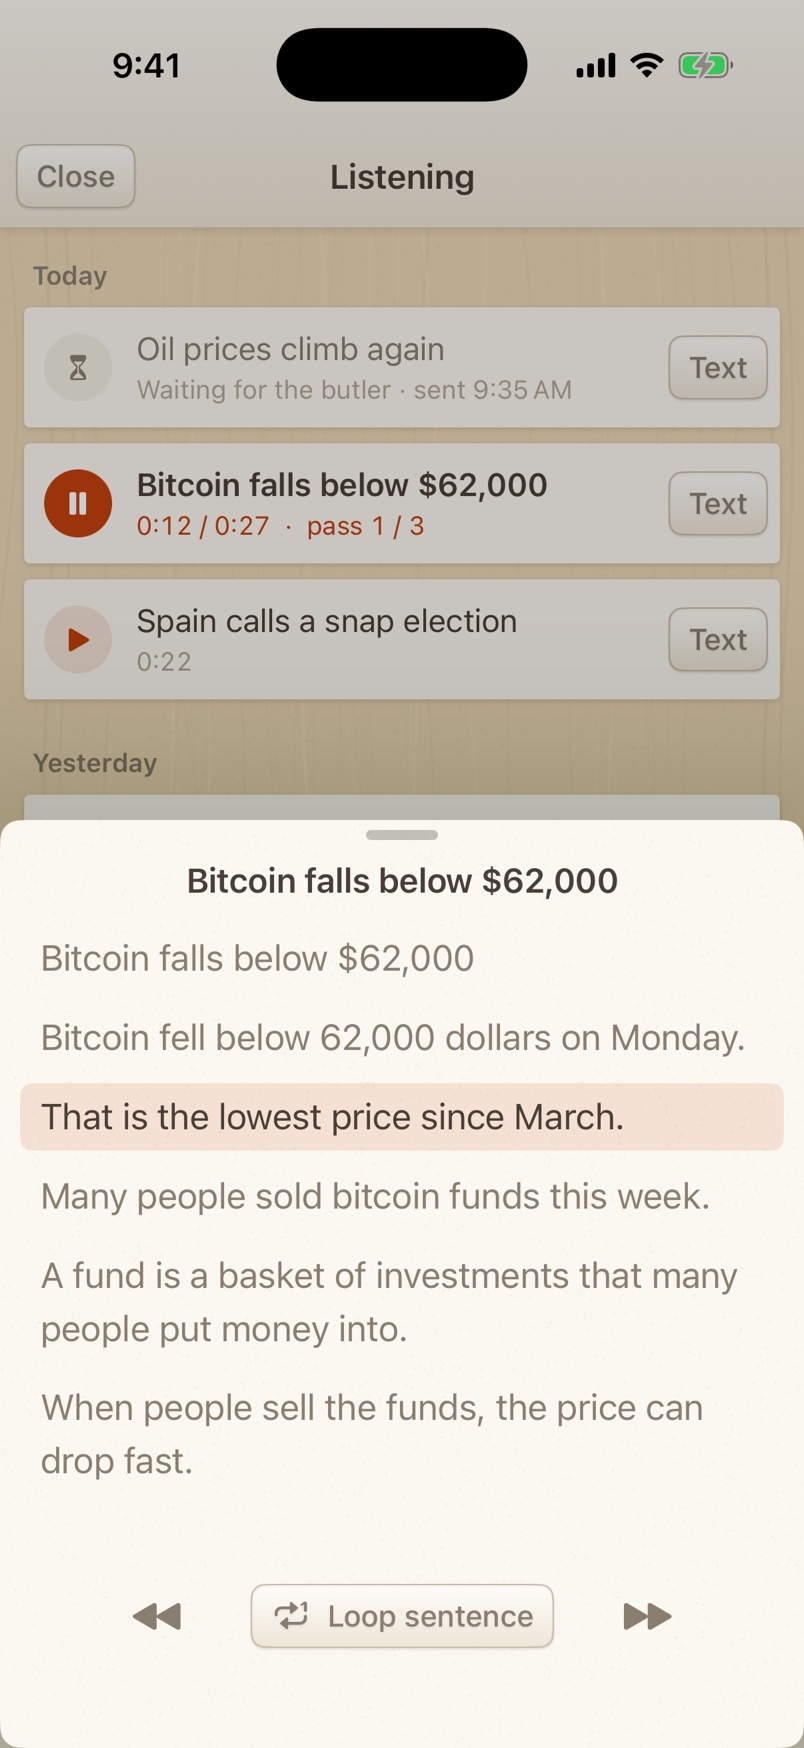 9:41
Close
Listening
Today
Oil prices climb again
Waiting for the butler · sent 9:35 AM
Text
Bitcoin falls below $62,000
0:12 / 0:27 · pass 1 / 3
Text
Spain calls a snap election
0:22
Text
Yesterday
Bitcoin falls below $62,000
Bitcoin falls below $62,000
Bitcoin fell below 62,000 dollars on Monday.
That is the lowest price since March.
Many people sold bitcoin funds this week.
A fund is a basket of investments that many
people put money into.
When people sell the funds, the price can
drop fast.
Loop sentence